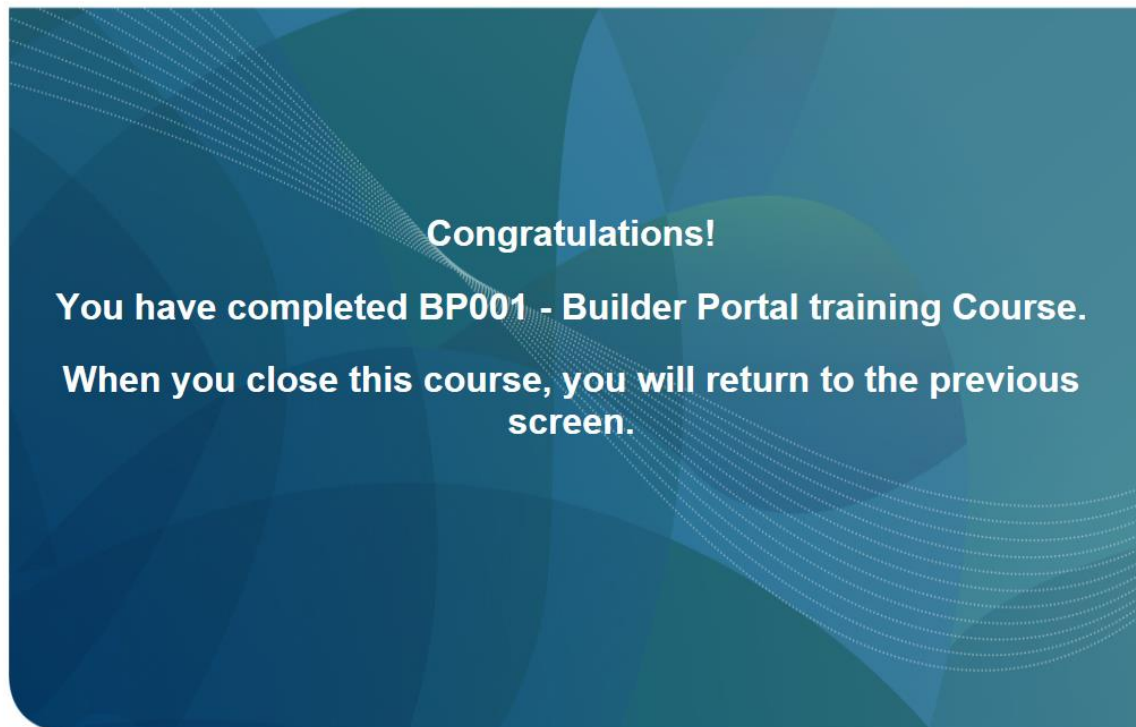 Congratulations!
You have completed BP001 - Builder Portal training Course.
When you close this course, you will return to the previous
screen.